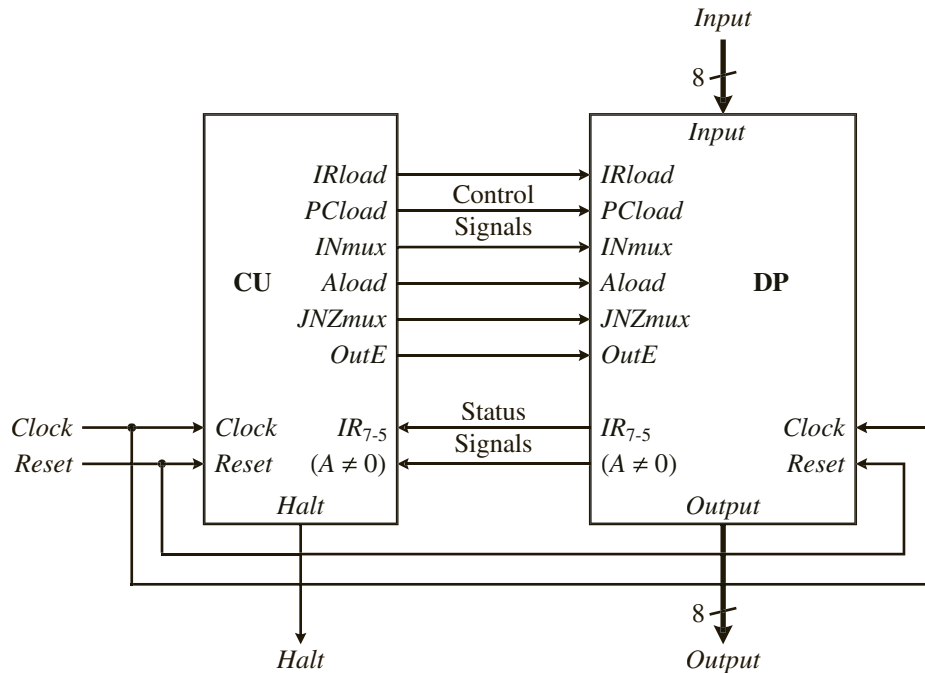 Input
8
Input
IRload
IRload
PCload
Control
PCload
INmux
Signals
INmux
CU
Aload
Aload
DP
JNZmux
JNZmux
OutE
OutE
Clock
Clock
IR7-5
Status
IR7-5
Clock
Reset
Reset
(A ≠ 0)
Signals
(A ≠ 0)
Reset
Halt
Output
8
Halt
Output